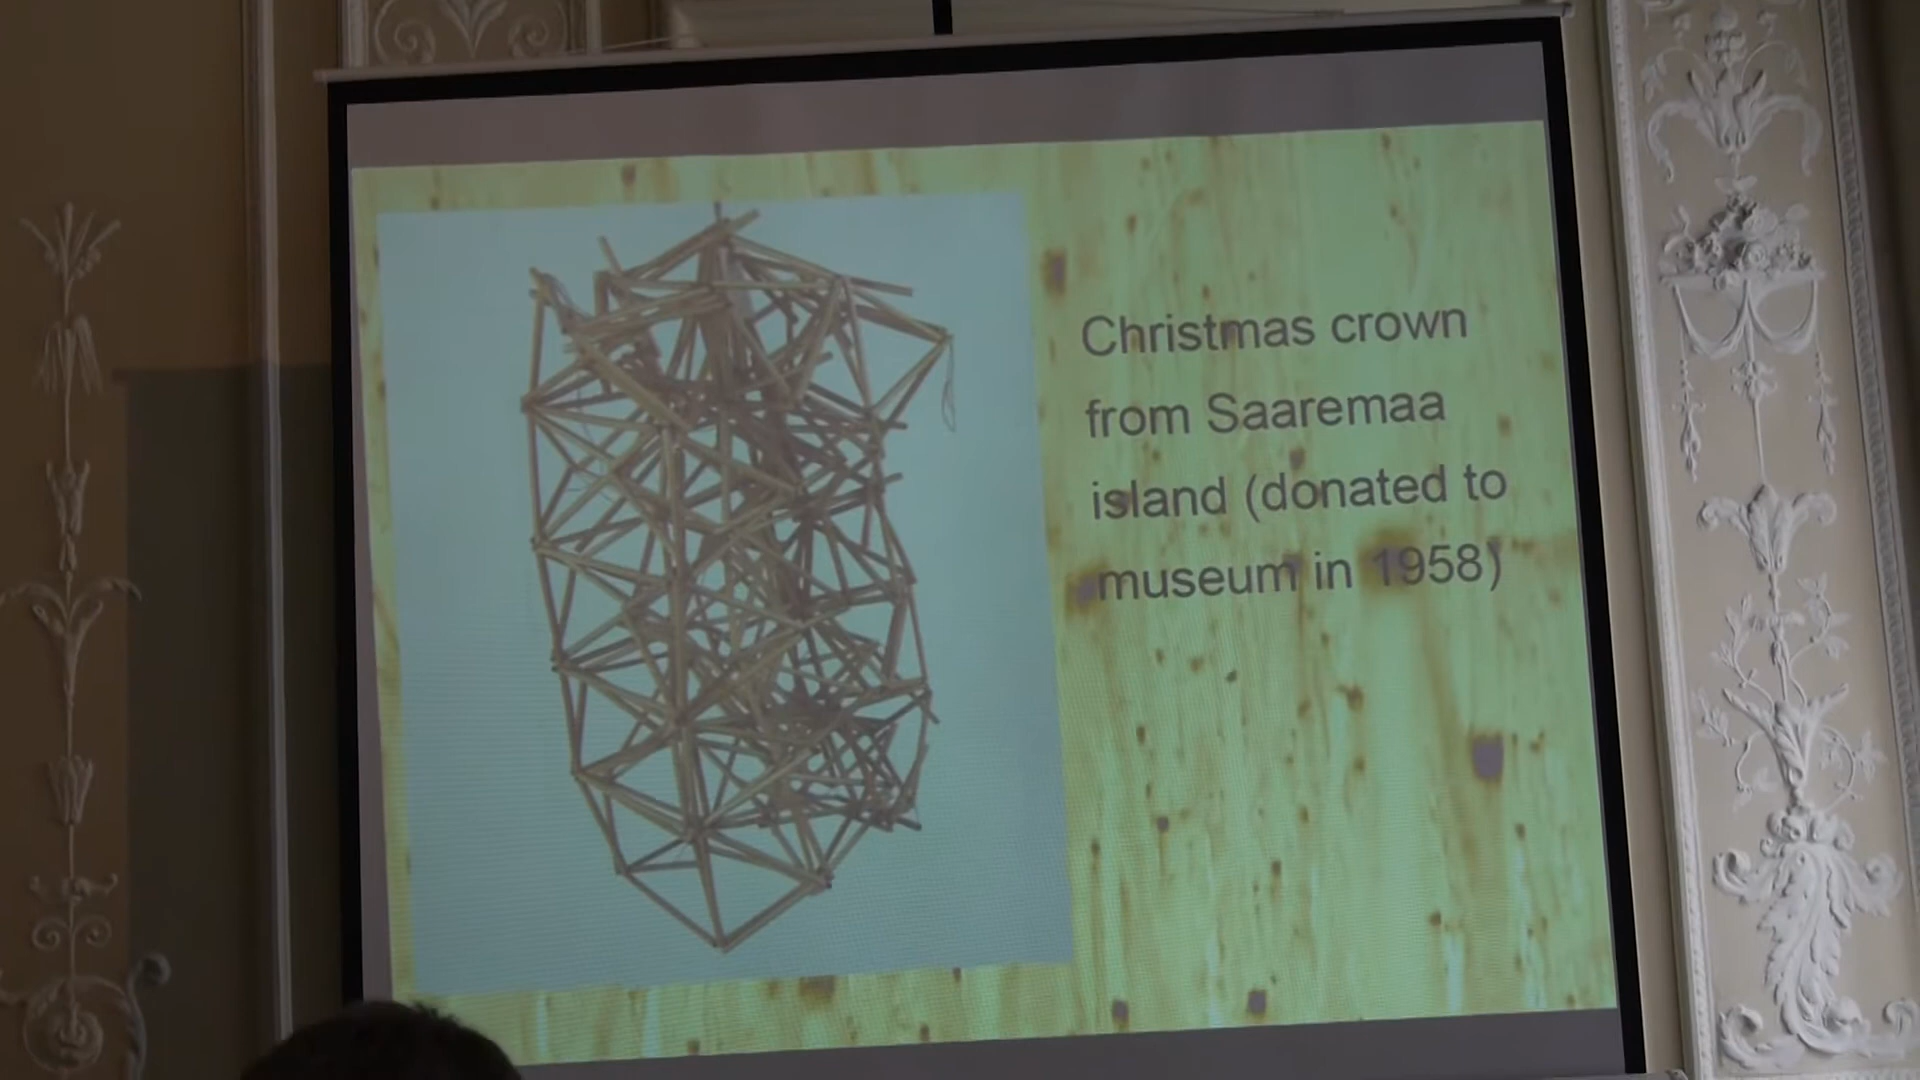 Christmas crown
from Saaremaa
island (donated to
museum in 1958)